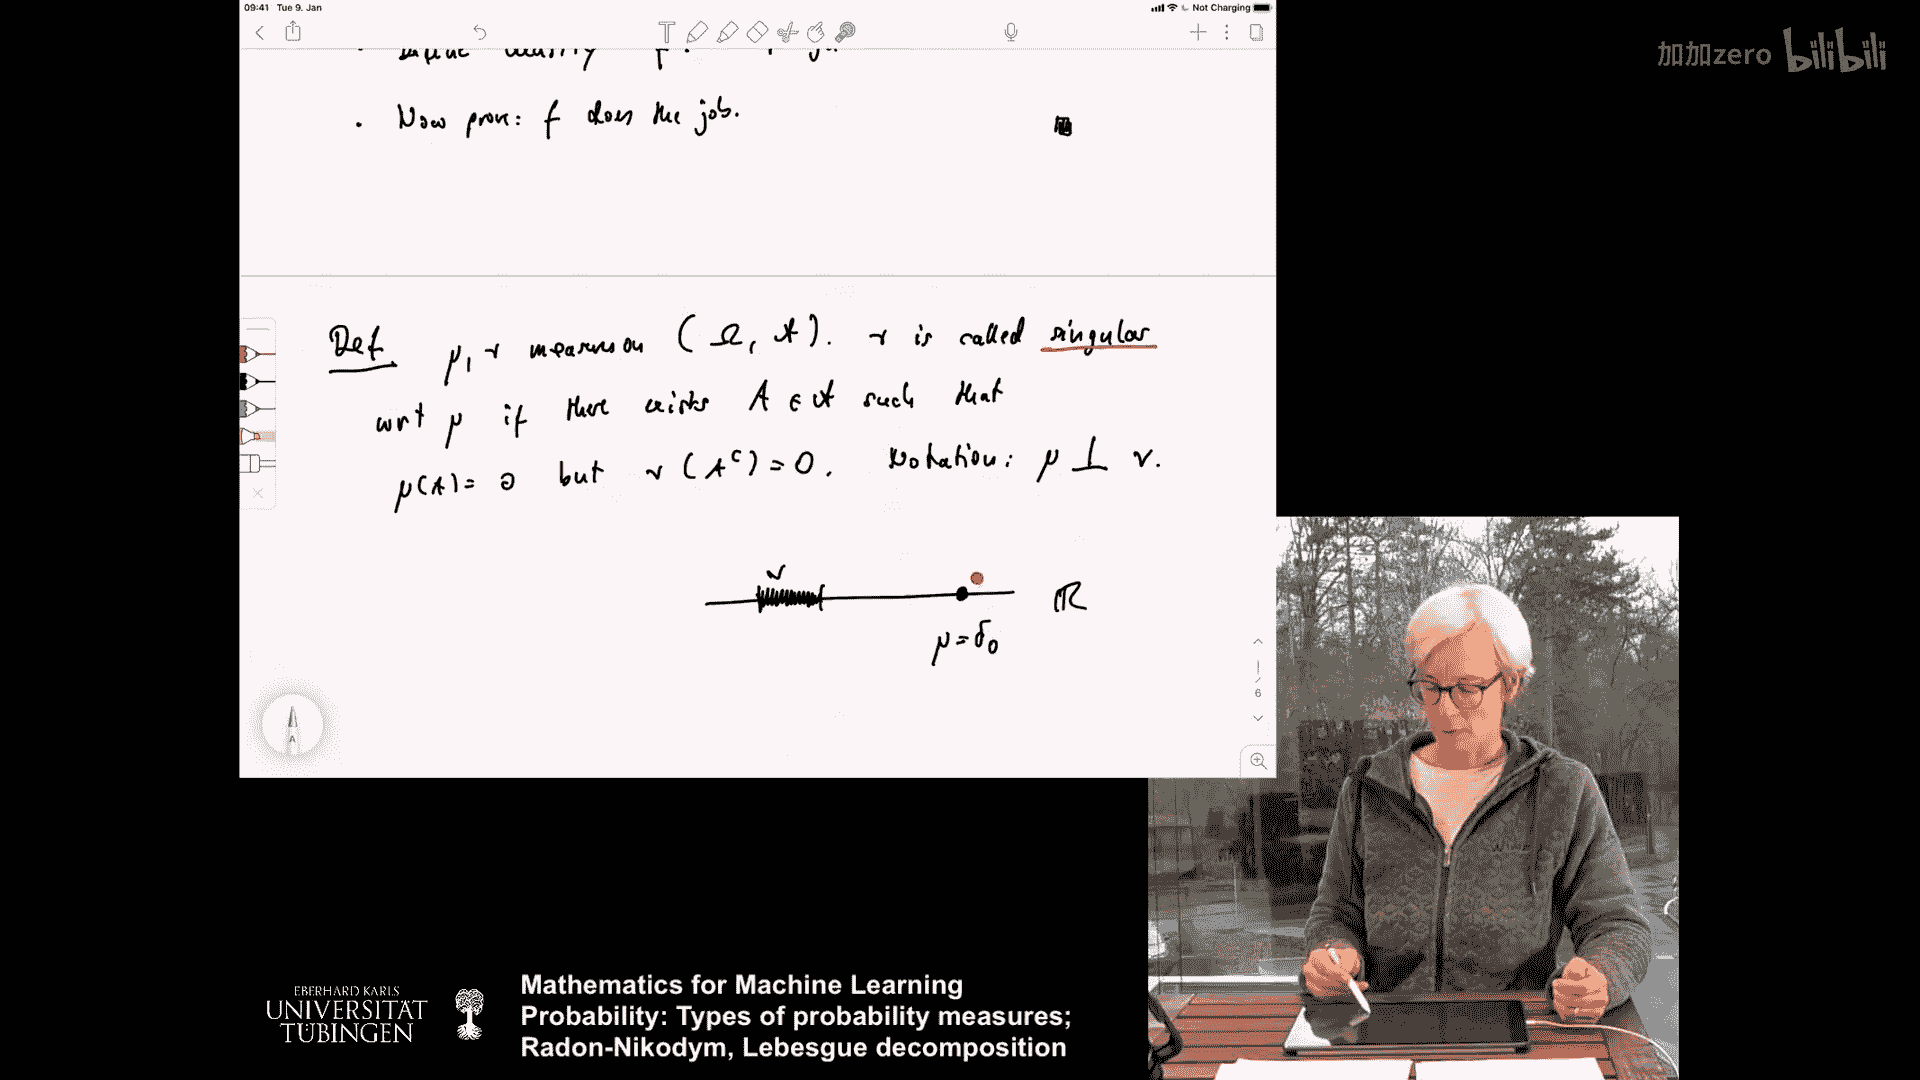 09:41 Tue 9. Jan
Not Charging
加加zero bilibili
Now prove: f does the job.
Def μ, ν measures on (Ω, 𝒜). ν is called singular
wrt μ if there exists A ∈ 𝒜 such that
μ(A) = 0 but ν(Aᶜ) = 0. Notation: μ ⊥ ν.
ν
ℝ
μ = δ₀
6
A
EBERHARD KARLS
UNIVERSITÄT
TÜBINGEN
Mathematics for Machine Learning
Probability: Types of probability measures;
Radon-Nikodym, Lebesgue decomposition